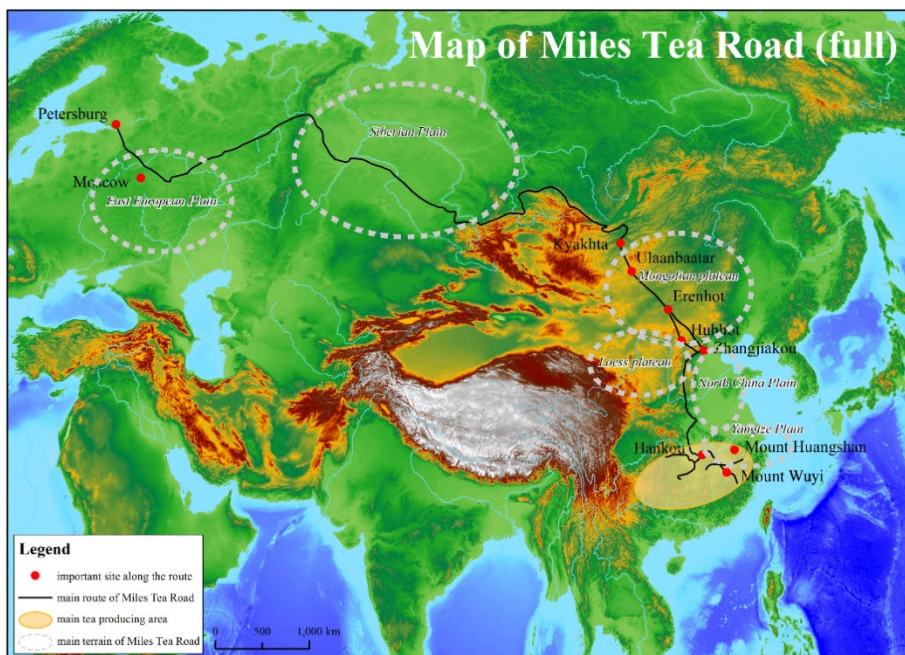 Map of Miles Tea Road (full)
Petersburg
Siberian Plain
Moscow
East European Plain
Kyakhta
Ulaanbaatar
Mongolian plateau
Erenhot
Huhhot
Zhangjiakou
Loess plateau
North China Plain
Yangize Plain
Hankou
Mount Huangshan
Mount Wuyi
Legend
important site along the route
main route of Miles Tea Road
main tea producing area
main terrain of Miles Tea Road
0 500 1,000 km